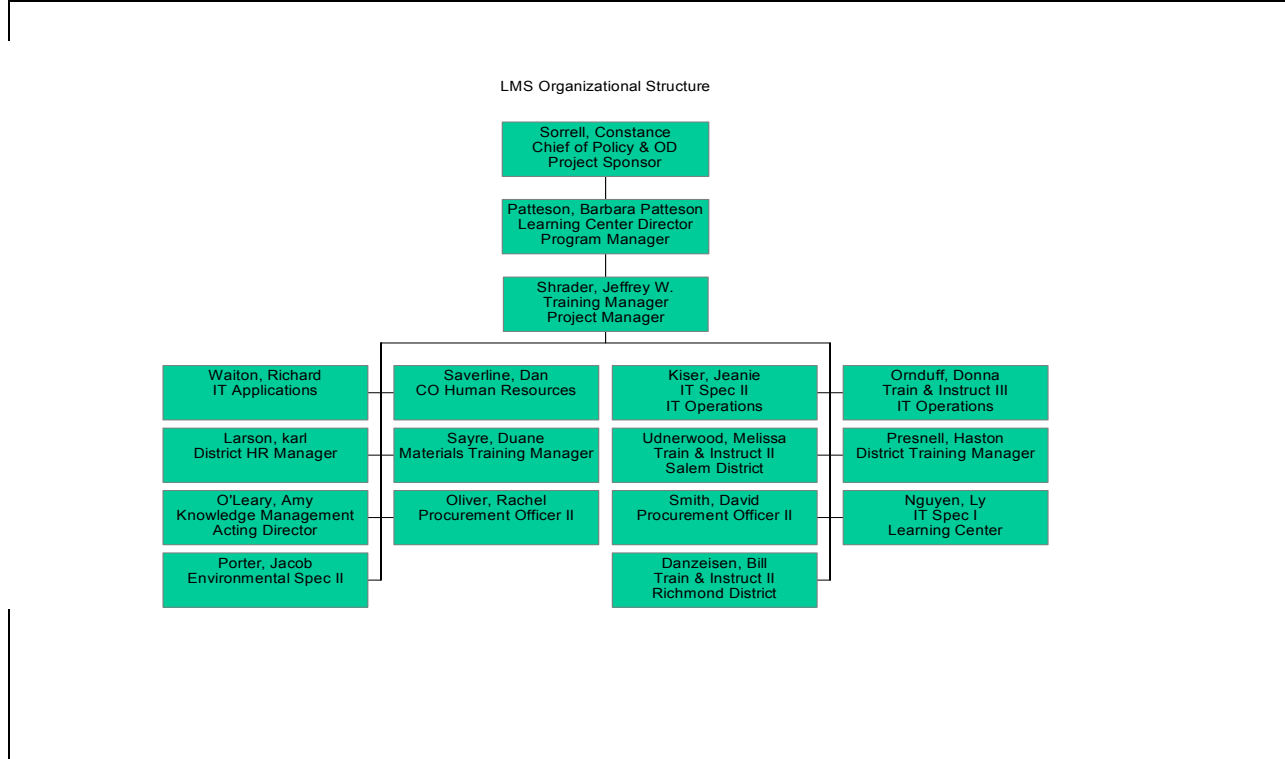 LMS Organizational Structure
Sorrell, Constance
Chief of Policy & OD
Project Sponsor
Patteson, Barbara Patteson
Learning Center Director
Program Manager
Shrader, Jeffrey W.
Training Manager
Project Manager
Waiton, Richard
IT Applications
Saverline, Dan
CO Human Resources
Kiser, Jeanie
IT Spec II
IT Operations
Ornduff, Donna
Train & Instruct III
IT Operations
Larson, karl
District HR Manager
Sayre, Duane
Materials Training Manager
Udnerwood, Melissa
Train & Instruct II
Salem District
Presnell, Haston
District Training Manager
O'Leary, Amy
Knowledge Management
Acting Director
Oliver, Rachel
Procurement Officer II
Smith, David
Procurement Officer II
Nguyen, Ly
IT Spec I
Learning Center
Porter, Jacob
Environmental Spec II
Danzeisen, Bill
Train & Instruct II
Richmond District